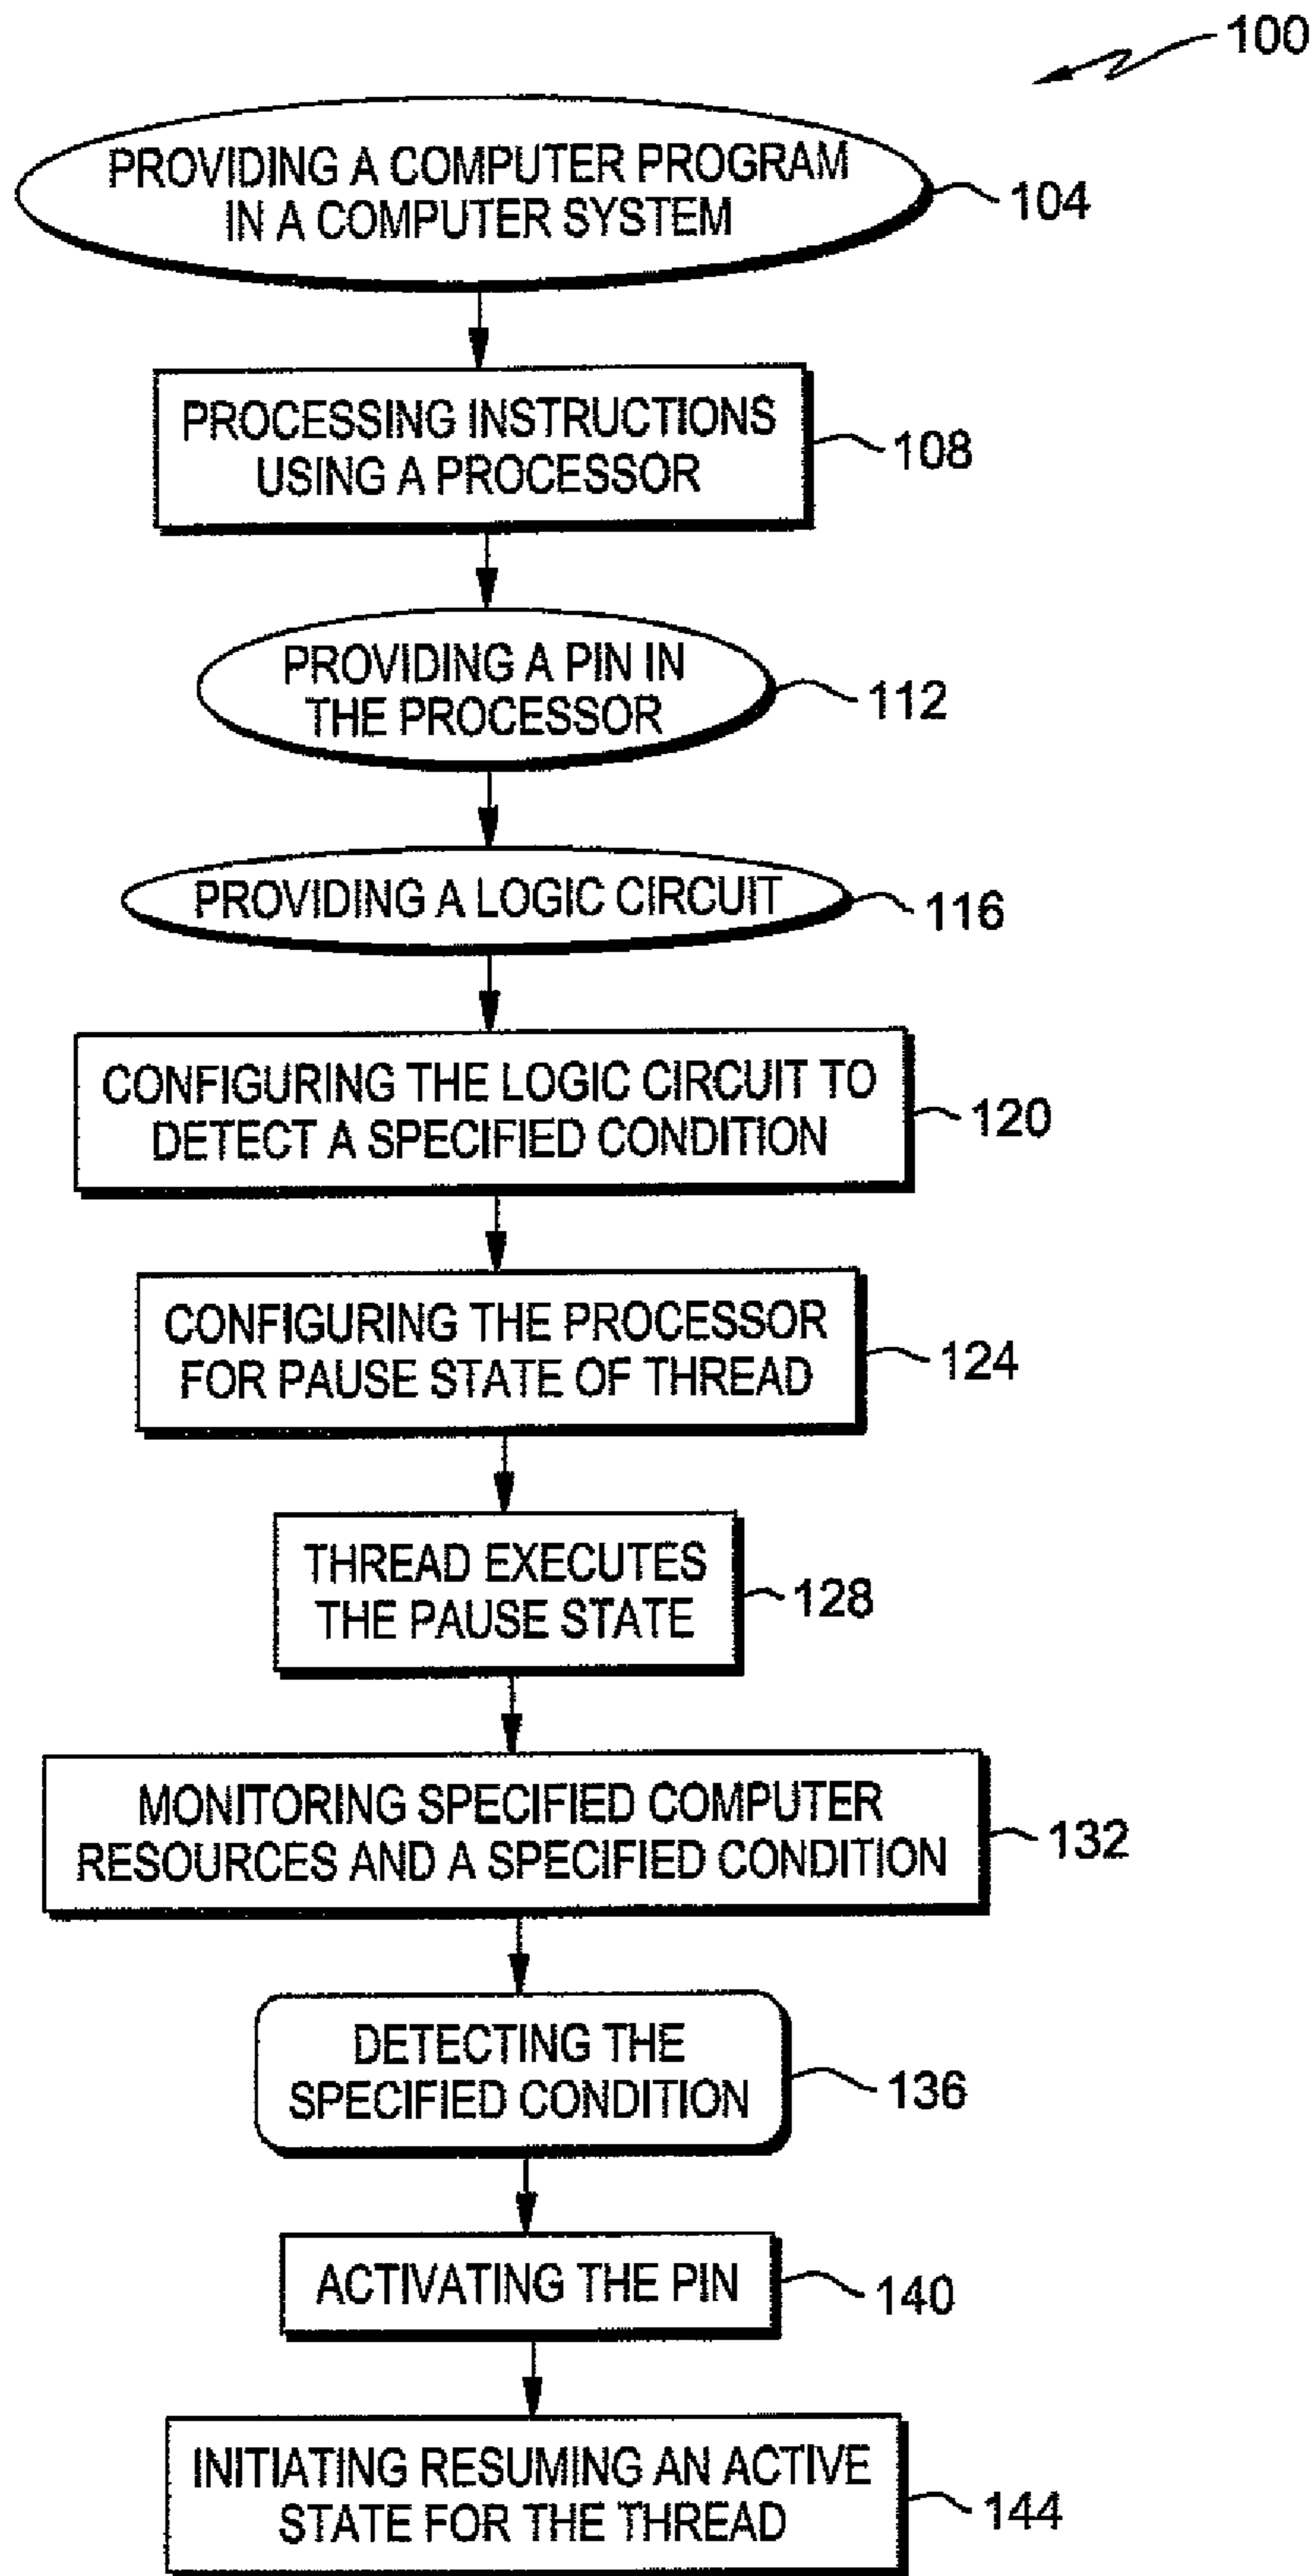 100
PROVIDING A COMPUTER PROGRAM
IN A COMPUTER SYSTEM
104
PROCESSING INSTRUCTIONS
USING A PROCESSOR
108
PROVIDING A PIN IN
THE PROCESSOR
112
PROVIDING A LOGIC CIRCUIT
116
CONFIGURING THE LOGIC CIRCUIT TO
DETECT A SPECIFIED CONDITION
120
CONFIGURING THE PROCESSOR
FOR PAUSE STATE OF THREAD
124
THREAD EXECUTES
THE PAUSE STATE
128
MONITORING SPECIFIED COMPUTER
RESOURCES AND A SPECIFIED CONDITION
132
DETECTING THE
SPECIFIED CONDITION
136
ACTIVATING THE PIN
140
INITIATING RESUMING AN ACTIVE
STATE FOR THE THREAD
144